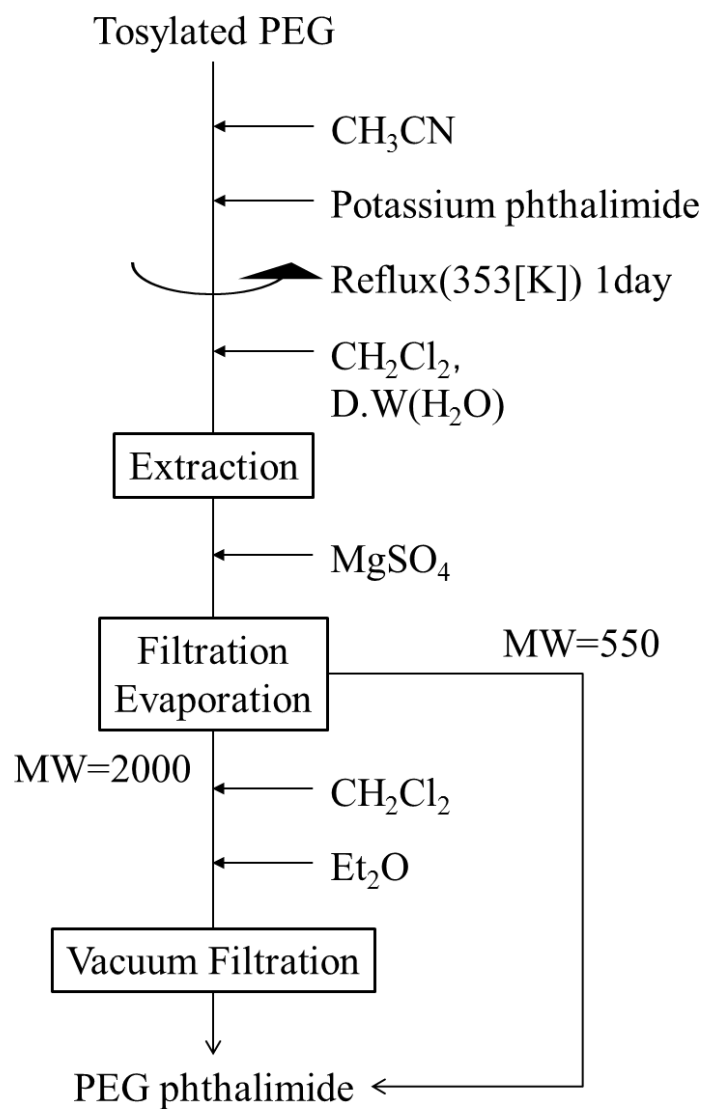 Tosylated PEG
CH₃CN
Potassium phthalimide
Reflux(353[K]) 1day
CH₂Cl₂,
D.W(H₂O)
Extraction
MgSO₄
Filtration
Evaporation
MW=550
MW=2000
CH₂Cl₂
Et₂O
Vacuum Filtration
PEG phthalimide